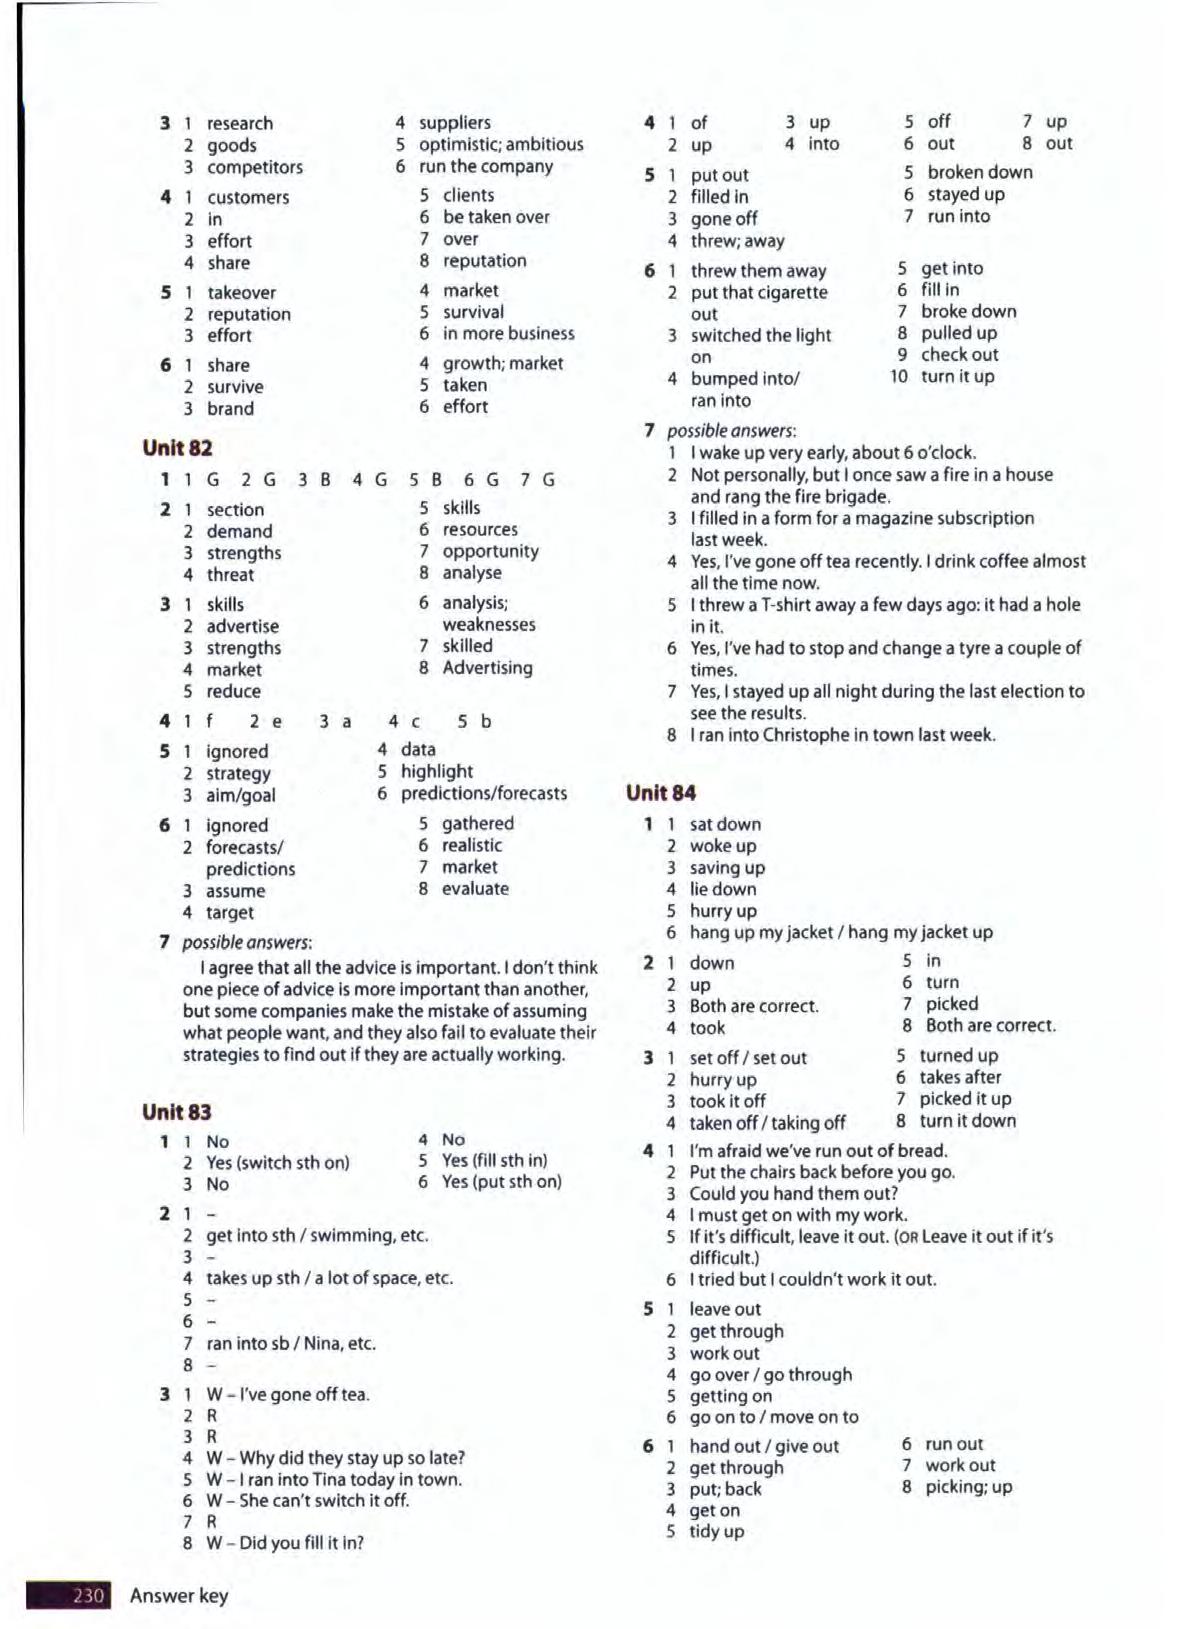 3 1 research 4 suppliers
2 goods 5 optimistic; ambitious
3 competitors 6 run the company
4 1 customers 5 clients
2 in 6 be taken over
3 effort 7 over
4 share 8 reputation
5 1 takeover 4 market
2 reputation 5 survival
3 effort 6 in more business
6 1 share 4 growth; market
2 survive 5 taken
3 brand 6 effort
Unit 82
1 1 G 2 G 3 B 4 G 5 B 6 G 7 G
2 1 section 5 skills
2 demand 6 resources
3 strengths 7 opportunity
4 threat 8 analyse
3 1 skills 6 analysis;
2 advertise weaknesses
3 strengths 7 skilled
4 market 8 Advertising
5 reduce
4 1 f 2 e 3 a 4 c 5 b
5 1 ignored 4 data
2 strategy 5 highlight
3 aim/goal 6 predictions/forecasts
6 1 ignored 5 gathered
2 forecasts/ 6 realistic
predictions 7 market
3 assume 8 evaluate
4 target
7 possible answers:
I agree that all the advice is important. I don't think
one piece of advice is more important than another,
but some companies make the mistake of assuming
what people want, and they also fail to evaluate their
strategies to find out if they are actually working.
Unit 83
1 1 No 4 No
2 Yes (switch sth on) 5 Yes (fill sth in)
3 No 6 Yes (put sth on)
2 1 –
2 get into sth / swimming, etc.
3 –
4 takes up sth / a lot of space, etc.
5 –
6 –
7 ran into sb / Nina, etc.
8 –
3 1 W – I've gone off tea.
2 R
3 R
4 W – Why did they stay up so late?
5 W – I ran into Tina today in town.
6 W – She can't switch it off.
7 R
8 W – Did you fill it in?
4 1 of 3 up 5 off 7 up
2 up 4 into 6 out 8 out
5 1 put out 5 broken down
2 filled in 6 stayed up
3 gone off 7 run into
4 threw; away
6 1 threw them away 5 get into
2 put that cigarette 6 fill in
out 7 broke down
3 switched the light 8 pulled up
on 9 check out
4 bumped into/ 10 turn it up
ran into
7 possible answers:
1 I wake up very early, about 6 o'clock.
2 Not personally, but I once saw a fire in a house
and rang the fire brigade.
3 I filled in a form for a magazine subscription
last week.
4 Yes, I've gone off tea recently. I drink coffee almost
all the time now.
5 I threw a T-shirt away a few days ago: it had a hole
in it.
6 Yes, I've had to stop and change a tyre a couple of
times.
7 Yes, I stayed up all night during the last election to
see the results.
8 I ran into Christophe in town last week.
Unit 84
1 1 sat down
2 woke up
3 saving up
4 lie down
5 hurry up
6 hang up my jacket / hang my jacket up
2 1 down 5 in
2 up 6 turn
3 Both are correct. 7 picked
4 took 8 Both are correct.
3 1 set off / set out 5 turned up
2 hurry up 6 takes after
3 took it off 7 picked it up
4 taken off / taking off 8 turn it down
4 1 I'm afraid we've run out of bread.
2 Put the chairs back before you go.
3 Could you hand them out?
4 I must get on with my work.
5 If it's difficult, leave it out. (OR Leave it out if it's
difficult.)
6 I tried but I couldn't work it out.
5 1 leave out
2 get through
3 work out
4 go over / go through
5 getting on
6 go on to / move on to
6 1 hand out / give out 6 run out
2 get through 7 work out
3 put; back 8 picking; up
4 get on
5 tidy up
230 Answer key